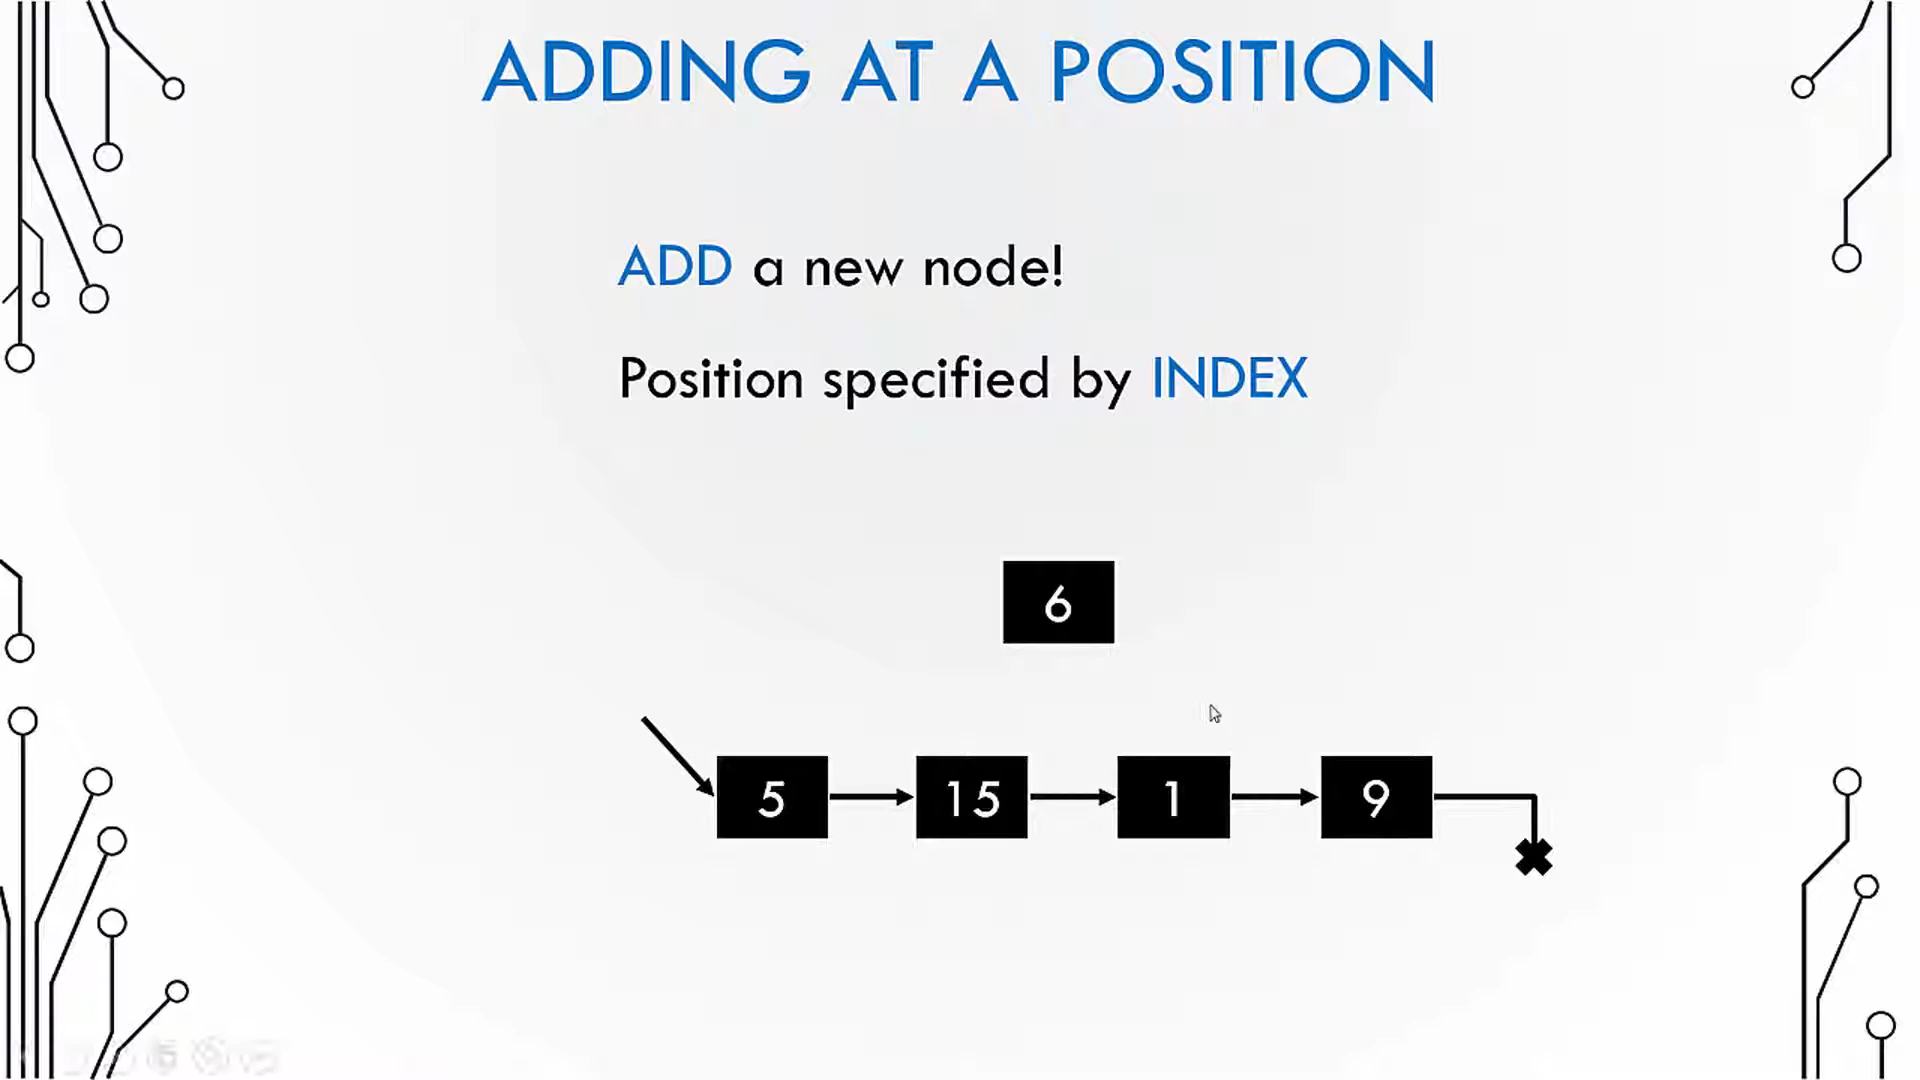 ADDING AT A POSITION
ADD a new node!
Position specified by INDEX
6
5 15 1 9